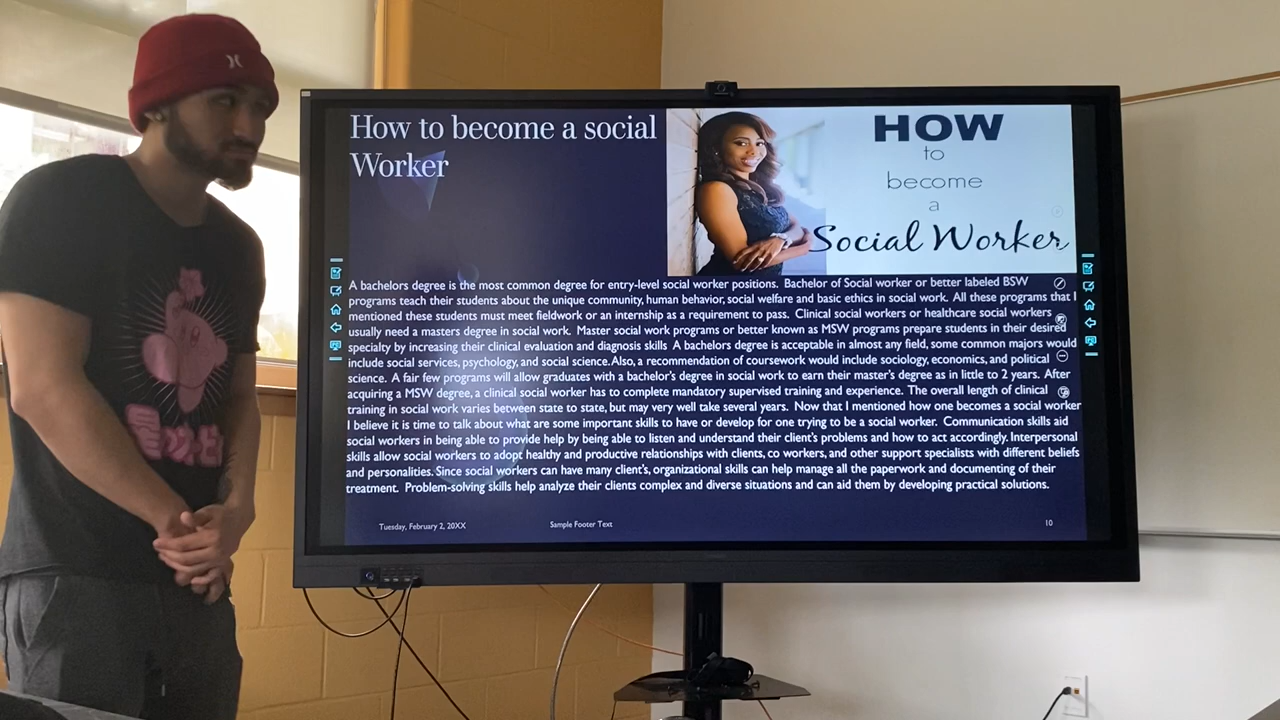 How to become a social
Worker
HOW
to
become
a
Social Worker
A bachelors degree is the most common degree for entry-level social worker positions. Bachelor of Social worker or better labeled BSW
programs teach their students about the unique community, human behavior, social welfare and basic ethics in social work. All these programs that I
mentioned these students must meet fieldwork or an internship as a requirement to pass. Clinical social workers or healthcare social workers
usually need a masters degree in social work. Master social work programs or better known as MSW programs prepare students in their desired
specialty by increasing their clinical evaluation and diagnosis skills A bachelors degree is acceptable in almost any field, some common majors would
include social services, psychology, and social science. Also, a recommendation of coursework would include sociology, economics, and political
science. A fair few programs will allow graduates with a bachelor's degree in social work to earn their master's degree as in little to 2 years. After
acquiring a MSW degree, a clinical social worker has to complete mandatory supervised training and experience. The overall length of clinical
training in social work varies between state to state, but may very well take several years. Now that I mentioned how one becomes a social worker
I believe it is time to talk about what are some important skills to have or develop for one trying to be a social worker. Communication skills aid
social workers in being able to provide help by being able to listen and understand their client's problems and how to act accordingly. Interpersonal
skills allow social workers to adopt healthy and productive relationships with clients, co workers, and other support specialists with different beliefs
and personalities. Since social workers can have many client's, organizational skills can help manage all the paperwork and documenting of their
treatment. Problem-solving skills help analyze their clients complex and diverse situations and can aid them by developing practical solutions.
Tuesday, February 2, 20XX
Sample Footer Text
10